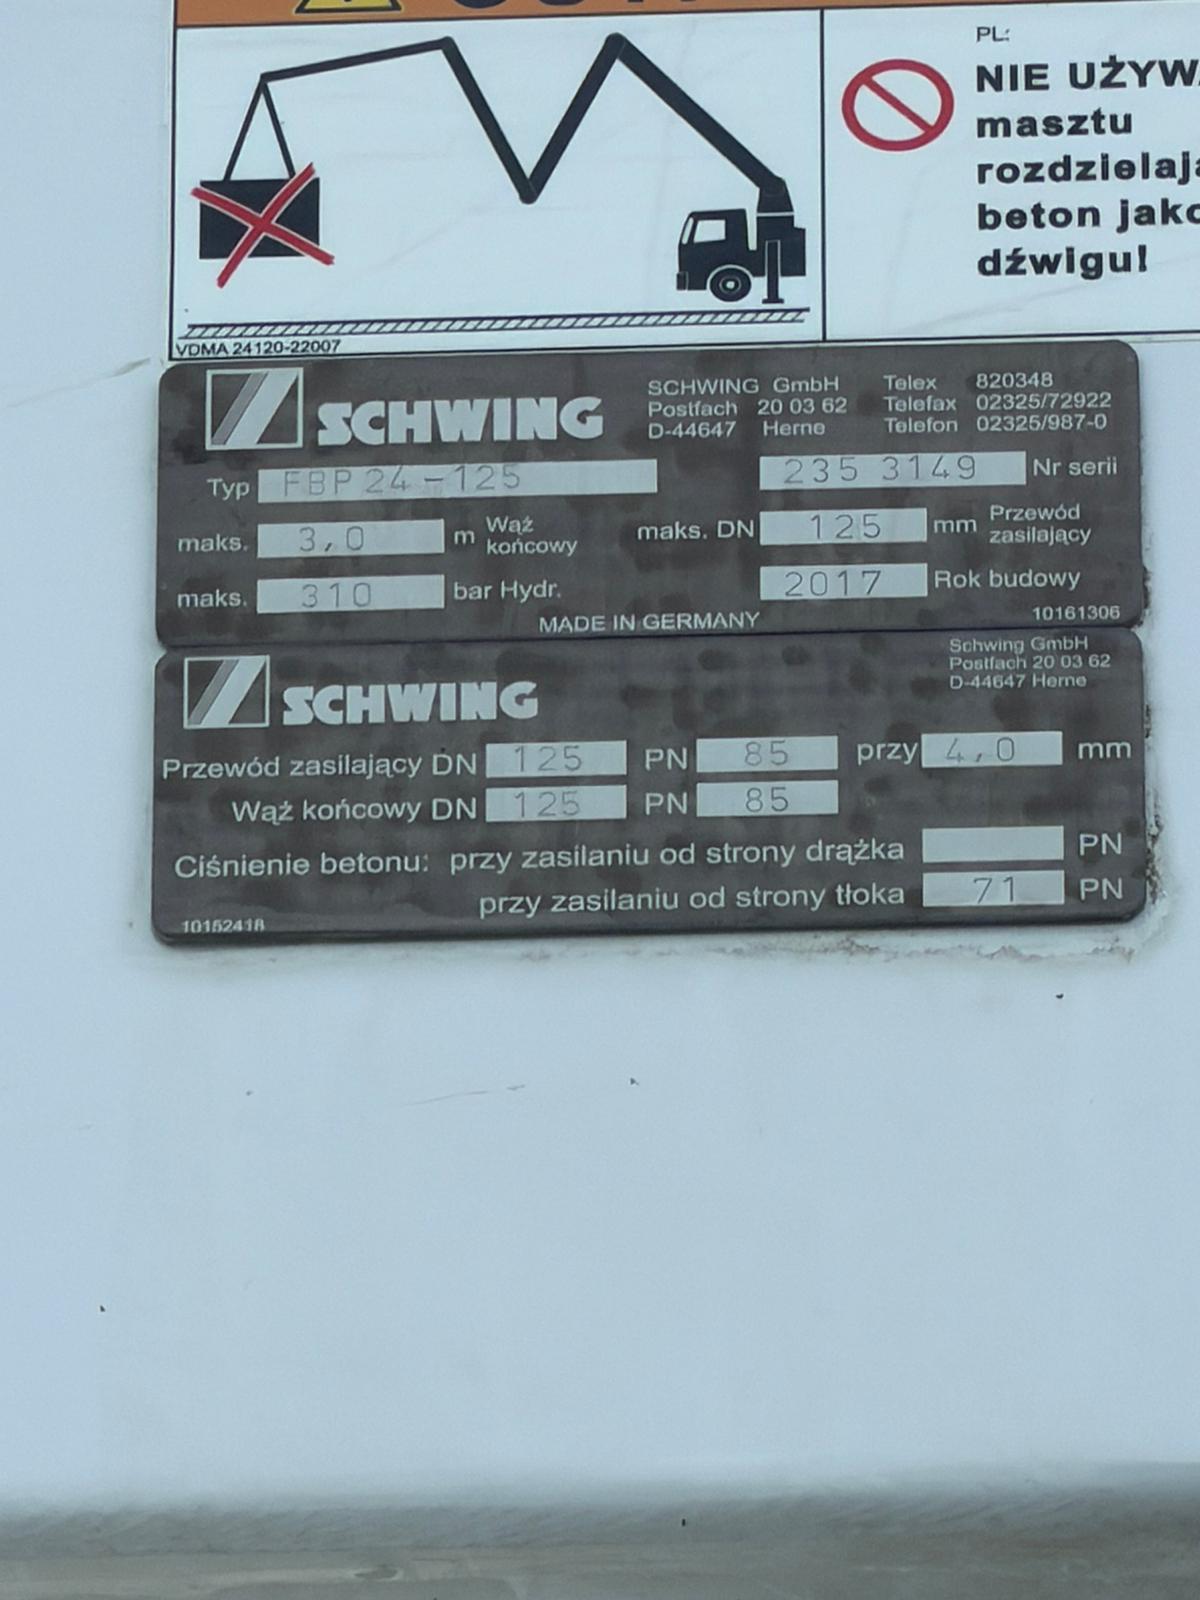 PL:
NIE UŻYWA
masztu
rozdzielają
beton jako
dźwigu!
VDMA 24120-22007
SCHWING
SCHWING GmbH Telex 820348
Postfach 20 03 62 Telefax 02325/72922
D-44647 Herne Telefon 02325/987-0
Typ FBP 24-125 235 3149 Nr serii
maks. 3,0 m Wąż końcowy maks. DN 125 mm Przewód zasilający
maks. 310 bar Hydr. 2017 Rok budowy
MADE IN GERMANY 10161306
SCHWING
Schwing GmbH
Postfach 20 03 62
D-44647 Herne
Przewód zasilający DN 125 PN 85 przy 4,0 mm
Wąż końcowy DN 125 PN 85
Ciśnienie betonu: przy zasilaniu od strony drążka PN
przy zasilaniu od strony tłoka 71 PN
10152418